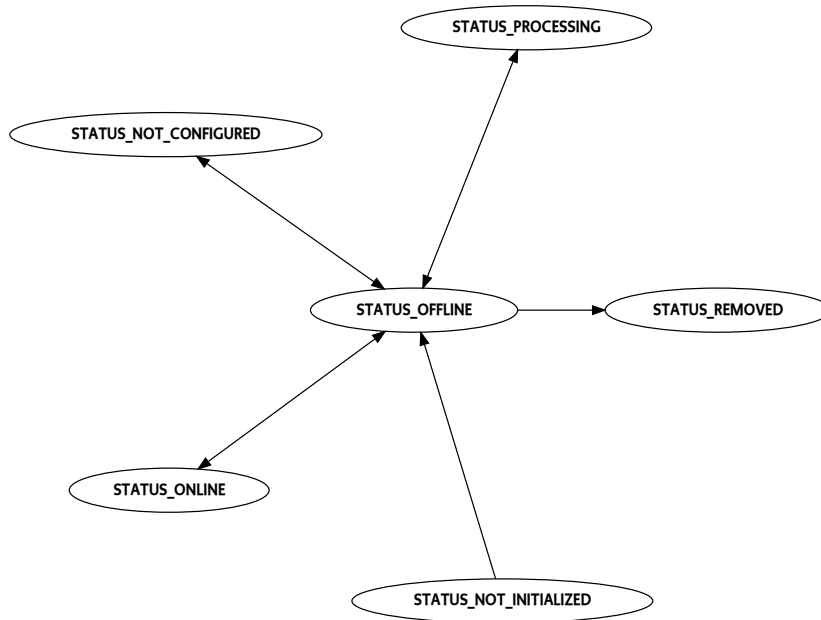 STATUS_PROCESSING
STATUS_NOT_CONFIGURED
STATUS_OFFLINE
STATUS_REMOVED
STATUS_ONLINE
STATUS_NOT_INITIALIZED